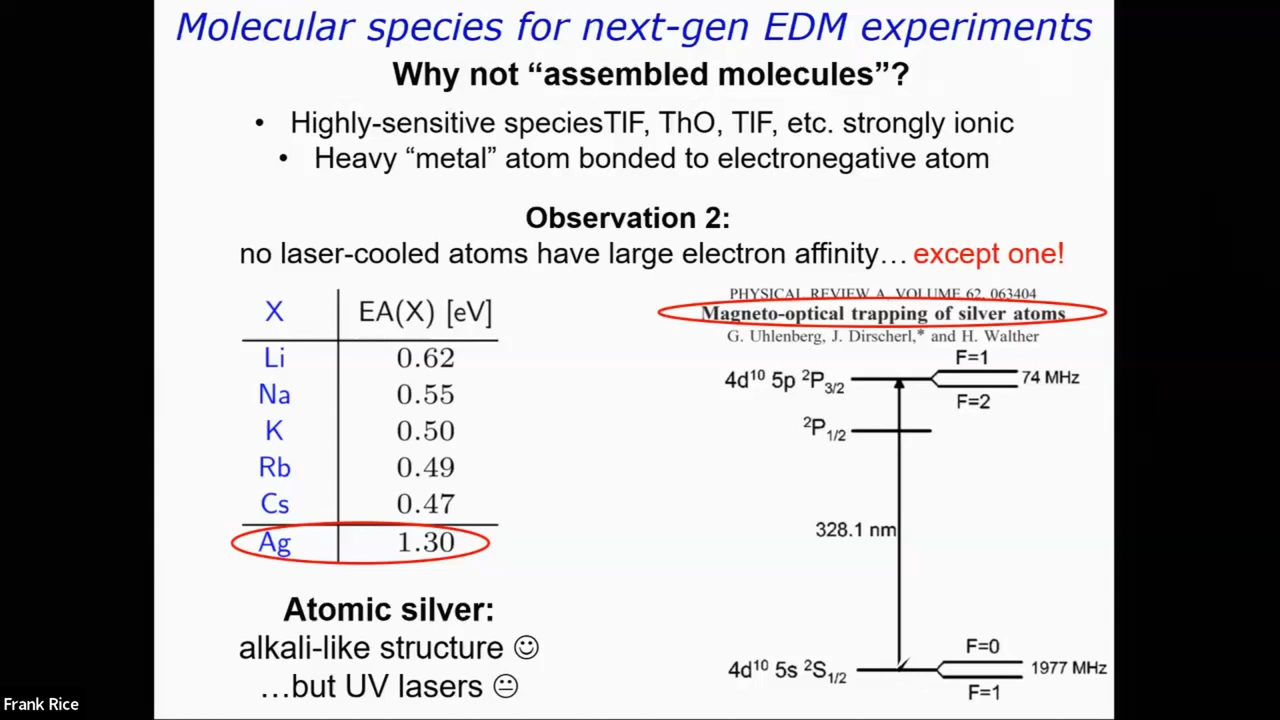 Molecular species for next-gen EDM experiments
Why not “assembled molecules”?
• Highly-sensitive speciesTlF, ThO, TlF, etc. strongly ionic
• Heavy “metal” atom bonded to electronegative atom
Observation 2:
no laser-cooled atoms have large electron affinity… except one!
X EA(X) [eV]
Li 0.62
Na 0.55
K 0.50
Rb 0.49
Cs 0.47
Ag 1.30
Atomic silver:
alkali-like structure ☺
…but UV lasers 😐
PHYSICAL REVIEW A, VOLUME 62, 063404
Magneto-optical trapping of silver atoms
G. Uhlenberg, J. Dirscherl,* and H. Walther
F=1
4d¹⁰ 5p ²P₃/₂ 74 MHz
F=2
²P₁/₂
328.1 nm
F=0
4d¹⁰ 5s ²S₁/₂ 1977 MHz
F=1
Frank Rice